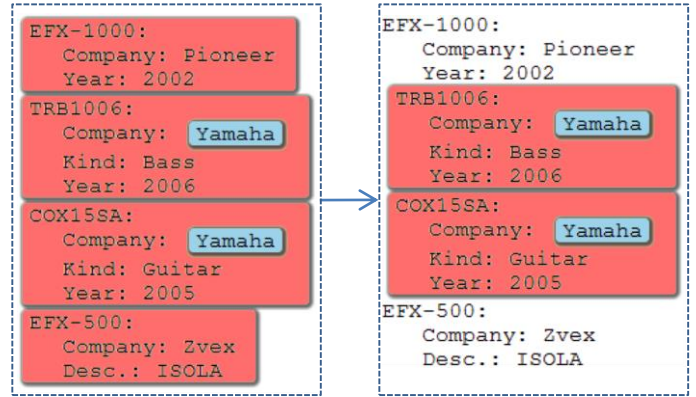 EFX-1000:
Company: Pioneer
Year: 2002
TRB1006:
Company: Yamaha
Kind: Bass
Year: 2006
COX15SA:
Company: Yamaha
Kind: Guitar
Year: 2005
EFX-500:
Company: Zvex
Desc.: ISOLA
EFX-1000:
Company: Pioneer
Year: 2002
TRB1006:
Company: Yamaha
Kind: Bass
Year: 2006
COX15SA:
Company: Yamaha
Kind: Guitar
Year: 2005
EFX-500:
Company: Zvex
Desc.: ISOLA